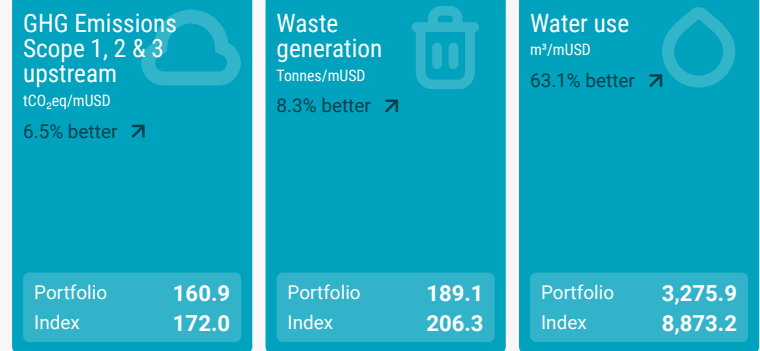 GHG Emissions
Scope 1, 2 & 3
upstream
tCO₂eq/mUSD
6.5% better
Portfolio 160.9
Index 172.0
Waste
generation
Tonnes/mUSD
8.3% better
Portfolio 189.1
Index 206.3
Water use
m³/mUSD
63.1% better
Portfolio 3,275.9
Index 8,873.2